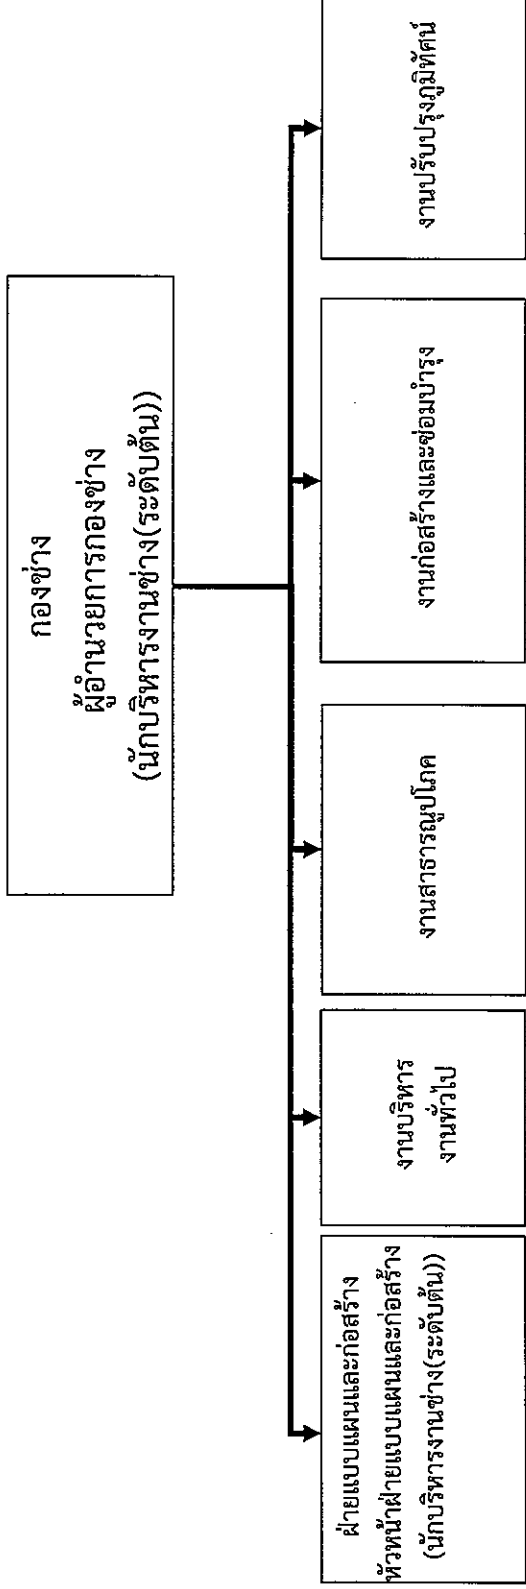 กองช่าง
ผู้อำนวยการกองช่าง
(นักบริหารงานช่าง(ระดับต้น))
ฝ่ายแบบแผนและก่อสร้าง
หัวหน้าฝ่ายแบบแผนและก่อสร้าง
(นักบริหารงานช่าง(ระดับต้น))
งานบริหาร
งานทั่วไป
งานสาธารณูปโภค
งานก่อสร้างและซ่อมบำรุง
งานปรับปรุงภูมิทัศน์